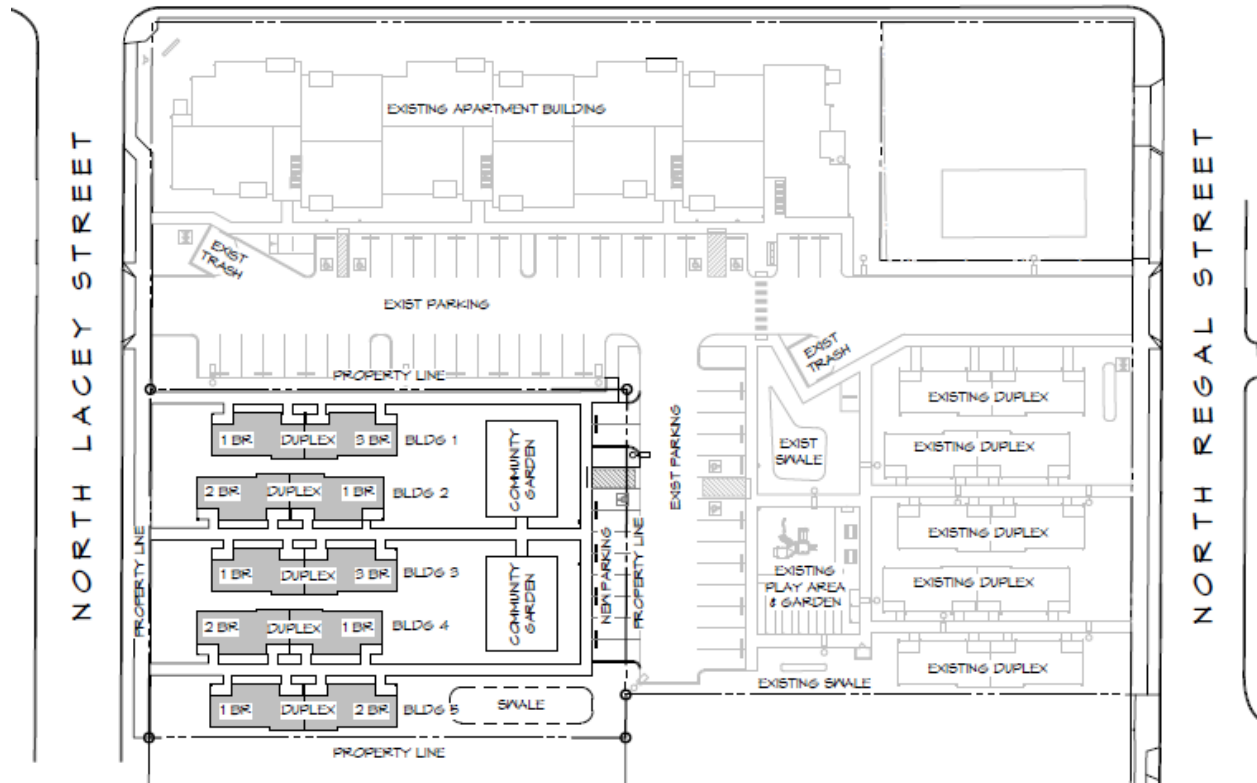 NORTH LACEY STREET
NORTH REGAL STREET
EXISTING APARTMENT BUILDING
EXIST
TRASH
EXIST PARKING
EXIST
TRASH
PROPERTY LINE
1 BR DUPLEX 3 BR BLDG 1
2 BR DUPLEX 1 BR BLDG 2
1 BR DUPLEX 3 BR BLDG 3
2 BR DUPLEX 1 BR BLDG 4
1 BR DUPLEX 2 BR BLDG 5
COMMUNITY
GARDEN
COMMUNITY
GARDEN
SWALE
PROPERTY LINE
NEW PARKING
PROPERTY LINE
PROPERTY LINE
EXIST PARKING
EXIST
SWALE
EXISTING
PLAY AREA
& GARDEN
EXISTING SWALE
EXISTING DUPLEX
EXISTING DUPLEX
EXISTING DUPLEX
EXISTING DUPLEX
EXISTING DUPLEX